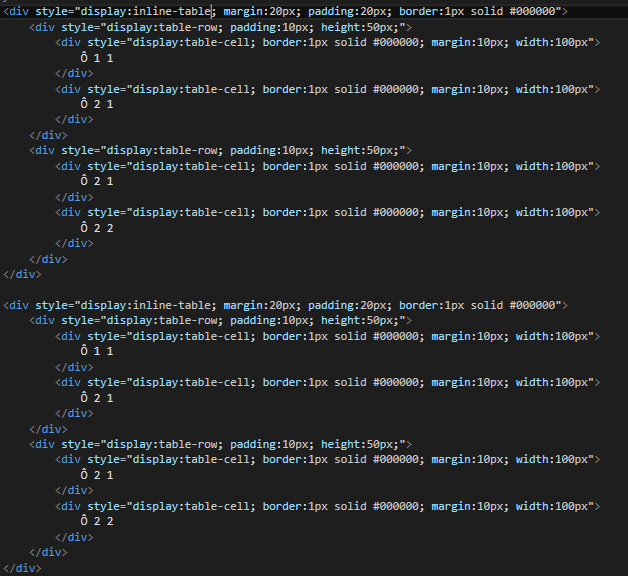 <div style="display:inline-table; margin:20px; padding:20px; border:1px solid #000000">
<div style="display:table-row; padding:10px; height:50px;">
<div style="display:table-cell; border:1px solid #000000; margin:10px; width:100px">
Ô 1 1
</div>
<div style="display:table-cell; border:1px solid #000000; margin:10px; width:100px">
Ô 2 1
</div>
</div>
<div style="display:table-row; padding:10px; height:50px;">
<div style="display:table-cell; border:1px solid #000000; margin:10px; width:100px">
Ô 2 1
</div>
<div style="display:table-cell; border:1px solid #000000; margin:10px; width:100px">
Ô 2 2
</div>
</div>
</div>
<div style="display:inline-table; margin:20px; padding:20px; border:1px solid #000000">
<div style="display:table-row; padding:10px; height:50px;">
<div style="display:table-cell; border:1px solid #000000; margin:10px; width:100px">
Ô 1 1
</div>
<div style="display:table-cell; border:1px solid #000000; margin:10px; width:100px">
Ô 2 1
</div>
</div>
<div style="display:table-row; padding:10px; height:50px;">
<div style="display:table-cell; border:1px solid #000000; margin:10px; width:100px">
Ô 2 1
</div>
<div style="display:table-cell; border:1px solid #000000; margin:10px; width:100px">
Ô 2 2
</div>
</div>
</div>